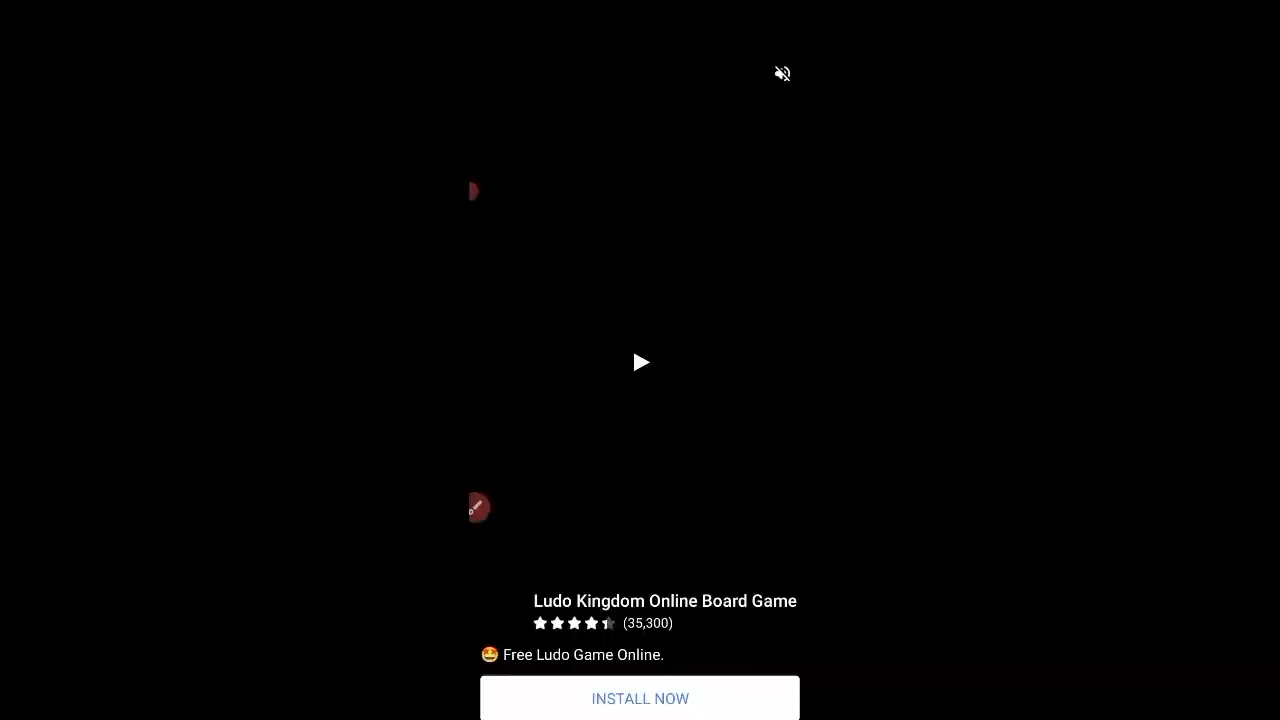 Ludo Kingdom Online Board Game
(35,300)
🤩 Free Ludo Game Online.
INSTALL NOW